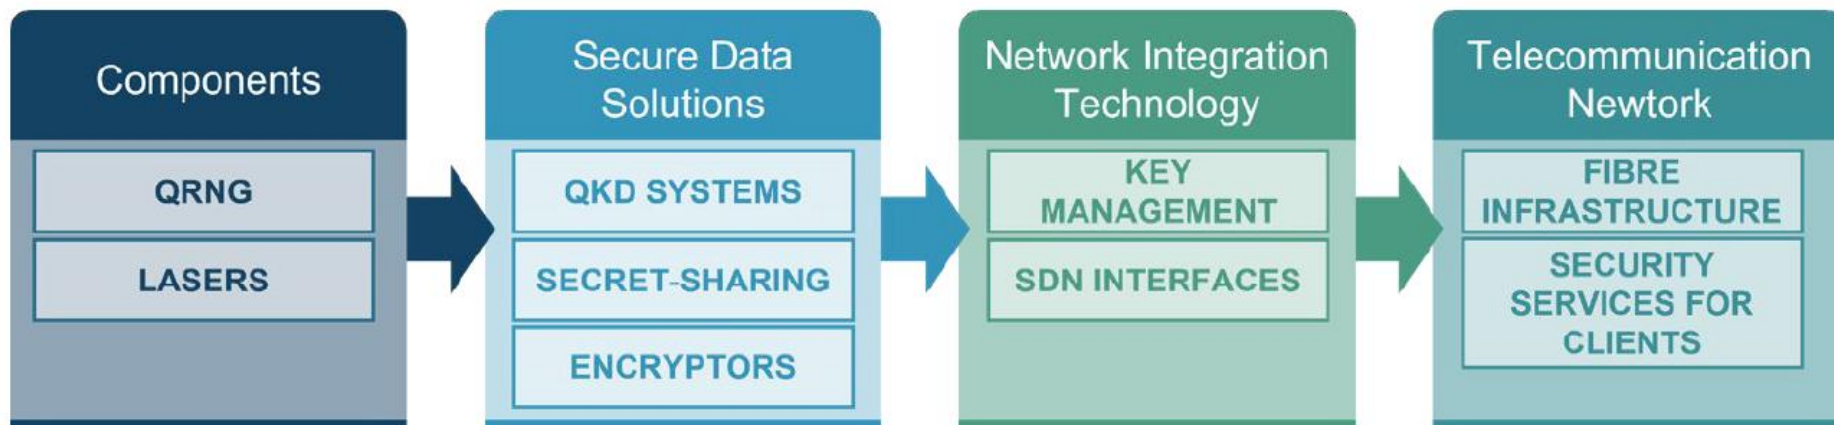 Components
QRNG
LASERS
Secure Data
Solutions
QKD SYSTEMS
SECRET-SHARING
ENCRYPTORS
Network Integration
Technology
KEY
MANAGEMENT
SDN INTERFACES
Telecommunication
Newtork
FIBRE
INFRASTRUCTURE
SECURITY
SERVICES FOR
CLIENTS